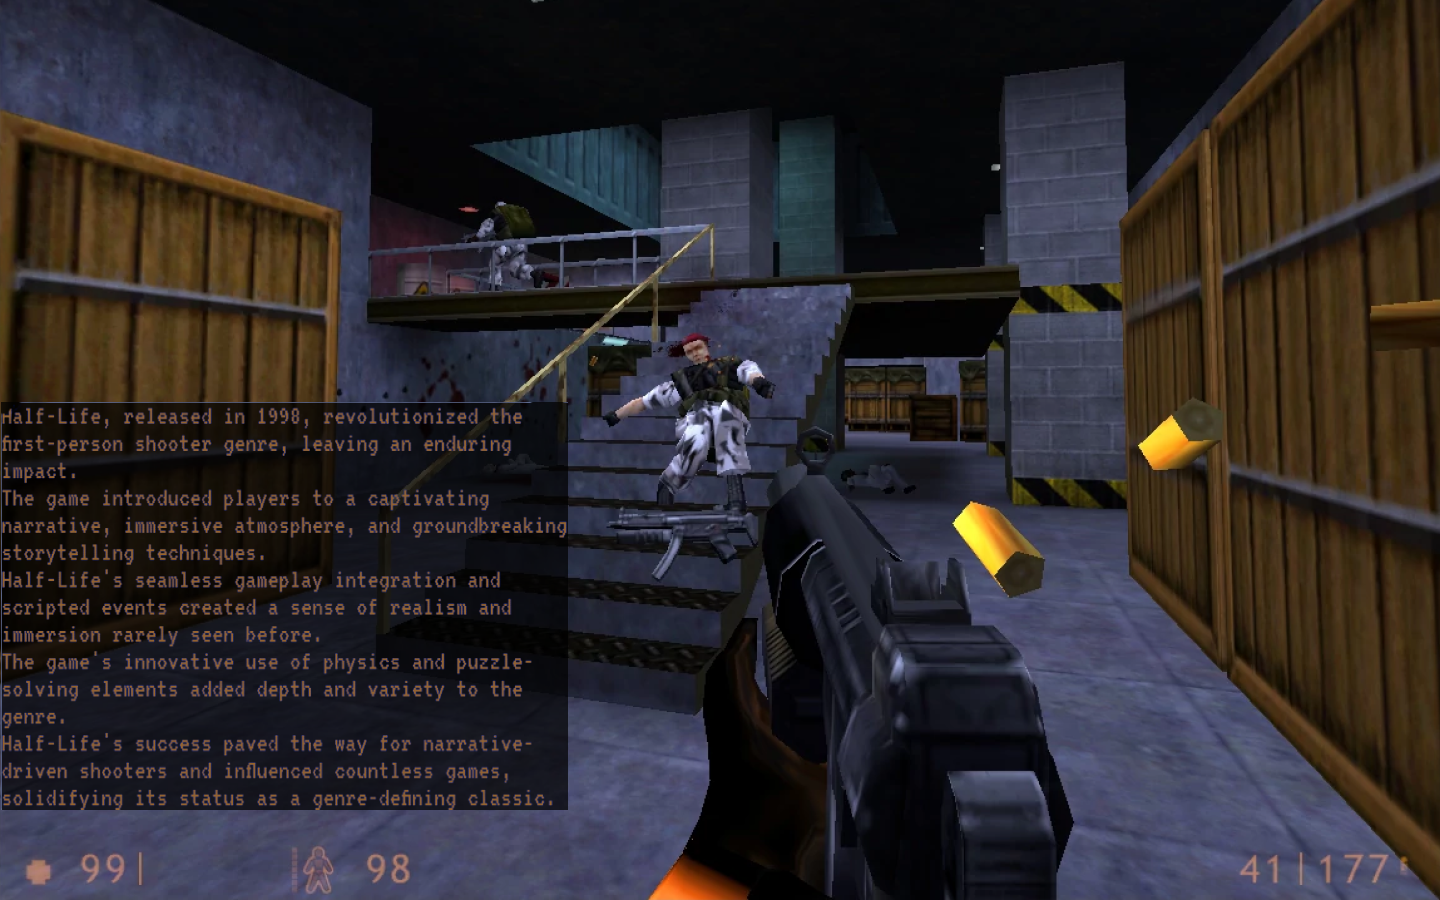 Half-Life, released in 1998, revolutionized the
first-person shooter genre, leaving an enduring
impact.
The game introduced players to a captivating
narrative, immersive atmosphere, and groundbreaking
storytelling techniques.
Half-Life's seamless gameplay integration and
scripted events created a sense of realism and
immersion rarely seen before.
The game's innovative use of physics and puzzle-
solving elements added depth and variety to the
genre.
Half-Life's success paved the way for narrative-
driven shooters and influenced countless games,
solidifying its status as a genre-defining classic.
99| 98 41|177